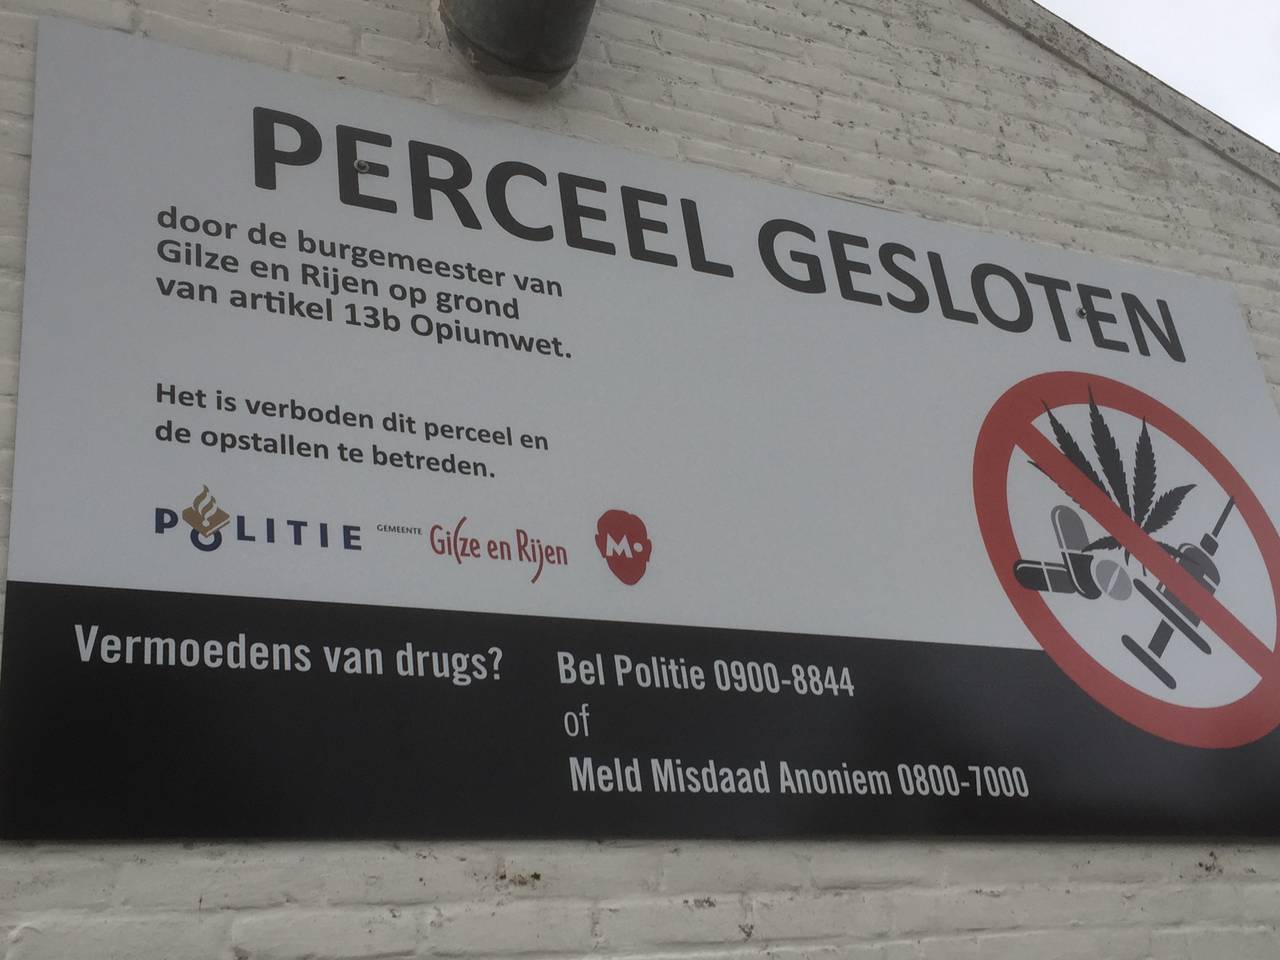 PERCEEL GESLOTEN
door de burgemeester van
Gilze en Rijen op grond
van artikel 13b Opiumwet.
Het is verboden dit perceel en
de opstallen te betreden.
POLITIE GEMEENTE Gilze en Rijen M.
Vermoedens van drugs? Bel Politie 0900-8844
of
Meld Misdaad Anoniem 0800-7000